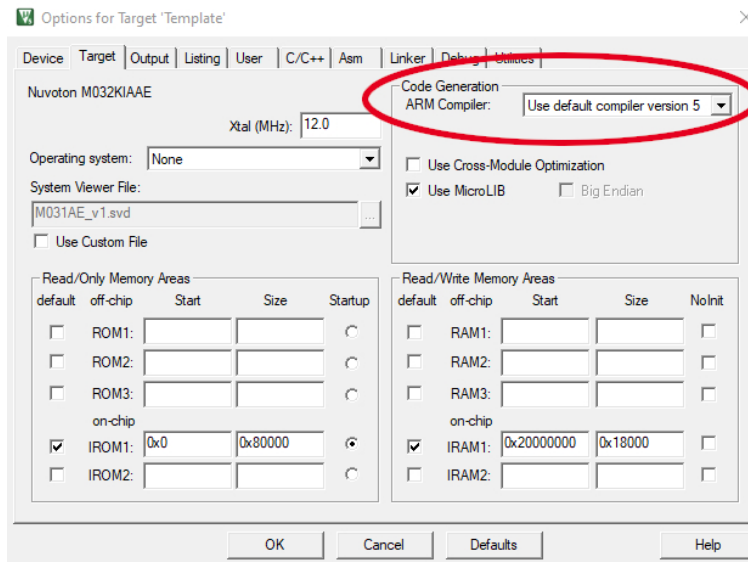 Options for Target 'Template'
Device Target Output Listing User C/C++ Asm Linker Debug Utilities
Nuvoton M032KIAAE
Xtal (MHz): 12.0
Operating system: None
System Viewer File:
M031AE_v1.svd ...
Use Custom File
Code Generation
ARM Compiler: Use default compiler version 5
Use Cross-Module Optimization
Use MicroLIB Big Endian
Read/Only Memory Areas
default off-chip Start Size Startup
ROM1:
ROM2:
ROM3:
on-chip
IROM1: 0x0 0x80000
IROM2:
Read/Write Memory Areas
default off-chip Start Size NoInit
RAM1:
RAM2:
RAM3:
on-chip
IRAM1: 0x20000000 0x18000
IRAM2:
OK Cancel Defaults Help